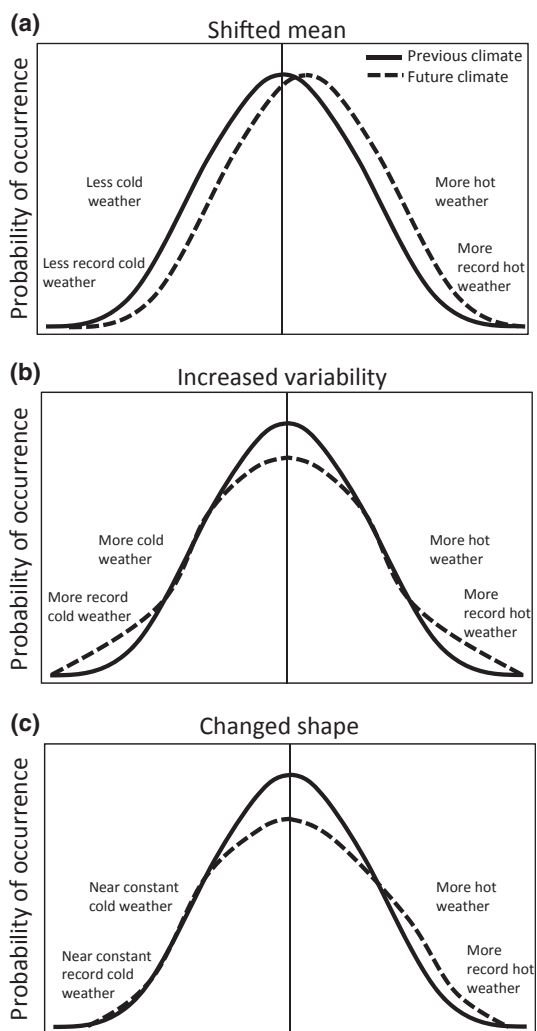 (a)
Shifted mean
Probability of occurrence
Previous climate
Future climate
Less cold
weather
More hot
weather
Less record cold
weather
More
record hot
weather
(b)
Increased variability
Probability of occurrence
More cold
weather
More hot
weather
More record
cold weather
More
record hot
weather
(c)
Changed shape
Probability of occurrence
Near constant
cold weather
More hot
weather
Near constant
record cold
weather
More
record hot
weather